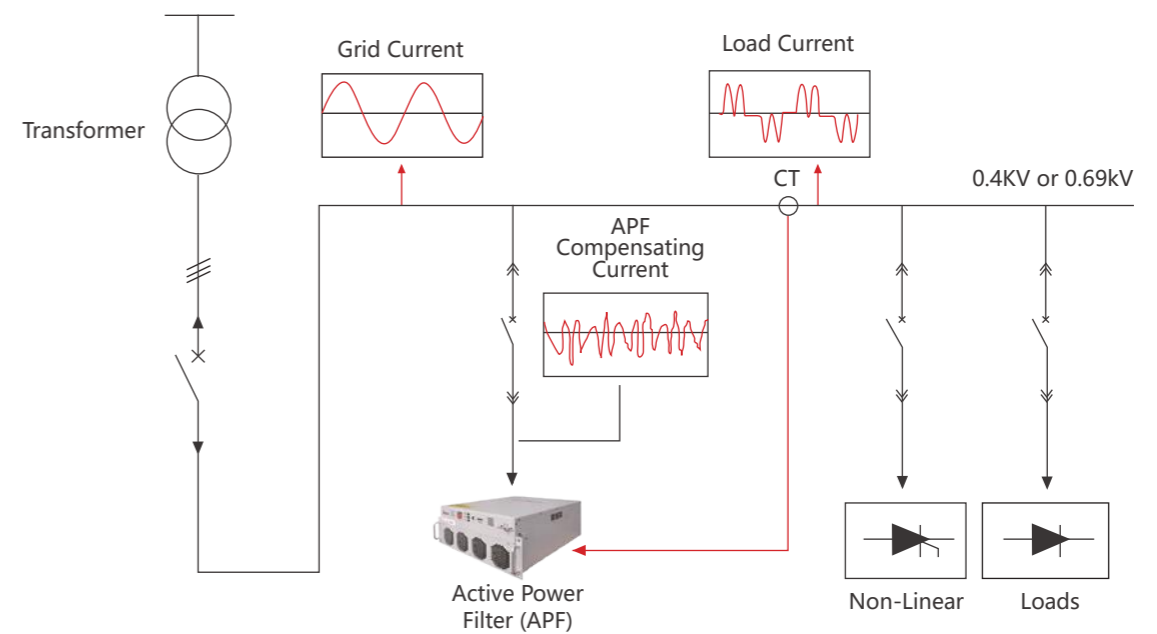 Grid Current
Load Current
Transformer
CT
0.4KV or 0.69kV
APF
Compensating
Current
Active Power
Filter (APF)
Non-Linear
Loads